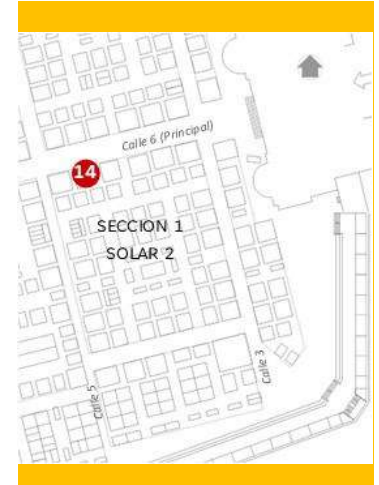 Calle 6 (Principal)
14
SECCION 1
SOLAR 2
Calle 3
Calle 5